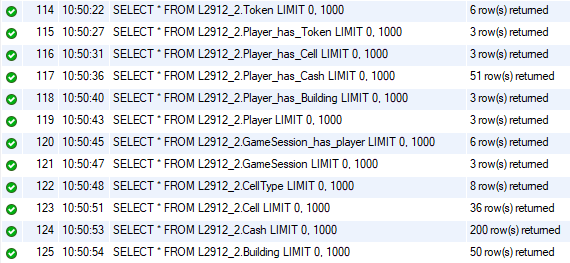 114 10:50:22 SELECT * FROM L2912_2.Token LIMIT 0, 1000 6 row(s) returned
115 10:50:27 SELECT * FROM L2912_2.Player_has_Token LIMIT 0, 1000 3 row(s) returned
116 10:50:31 SELECT * FROM L2912_2.Player_has_Cell LIMIT 0, 1000 3 row(s) returned
117 10:50:36 SELECT * FROM L2912_2.Player_has_Cash LIMIT 0, 1000 51 row(s) returned
118 10:50:40 SELECT * FROM L2912_2.Player_has_Building LIMIT 0, 1000 3 row(s) returned
119 10:50:43 SELECT * FROM L2912_2.Player LIMIT 0, 1000 3 row(s) returned
120 10:50:45 SELECT * FROM L2912_2.GameSession_has_player LIMIT 0, 1000 6 row(s) returned
121 10:50:47 SELECT * FROM L2912_2.GameSession LIMIT 0, 1000 3 row(s) returned
122 10:50:48 SELECT * FROM L2912_2.CellType LIMIT 0, 1000 8 row(s) returned
123 10:50:51 SELECT * FROM L2912_2.Cell LIMIT 0, 1000 36 row(s) returned
124 10:50:53 SELECT * FROM L2912_2.Cash LIMIT 0, 1000 200 row(s) returned
125 10:50:54 SELECT * FROM L2912_2.Building LIMIT 0, 1000 50 row(s) returned